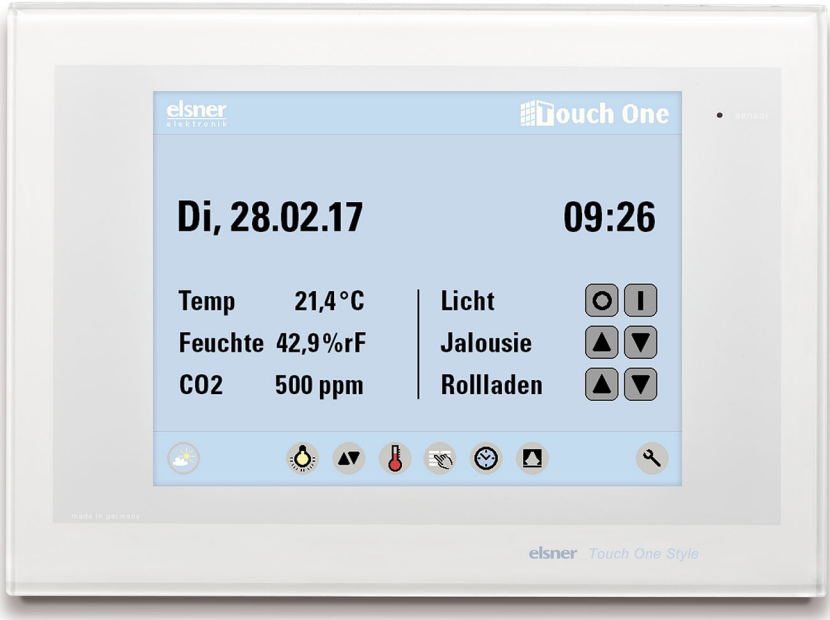 elsner
elektronik
Touch One
sensor
Di, 28.02.17
09:26
Temp 21,4°C
Feuchte 42,9%rF
CO2 500 ppm
Licht
Jalousie
Rollladen
made in germany
elsner Touch One Style